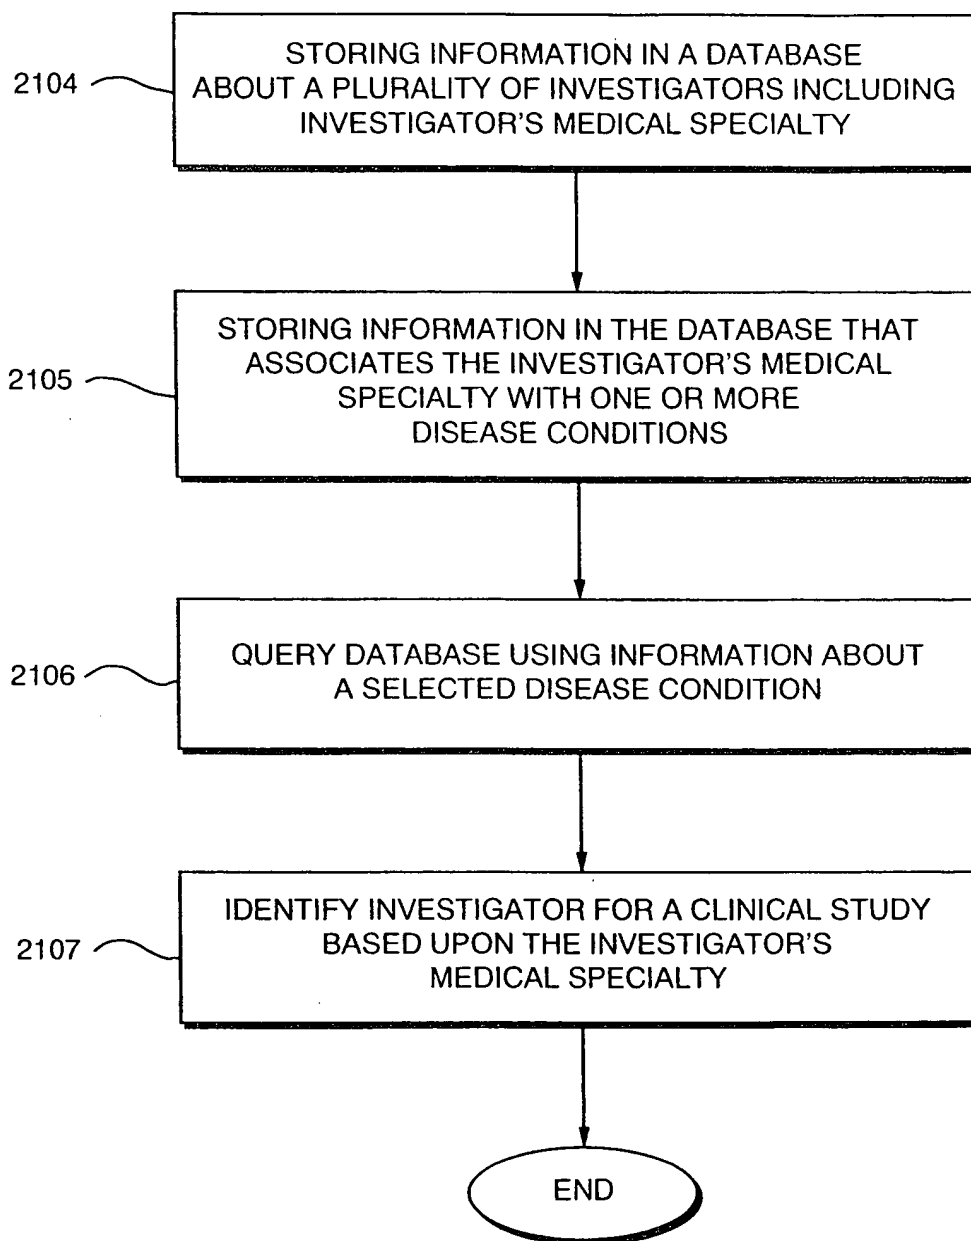 2104
STORING INFORMATION IN A DATABASE
ABOUT A PLURALITY OF INVESTIGATORS INCLUDING
INVESTIGATOR'S MEDICAL SPECIALTY
2105
STORING INFORMATION IN THE DATABASE THAT
ASSOCIATES THE INVESTIGATOR'S MEDICAL
SPECIALTY WITH ONE OR MORE
DISEASE CONDITIONS
2106
QUERY DATABASE USING INFORMATION ABOUT
A SELECTED DISEASE CONDITION
2107
IDENTIFY INVESTIGATOR FOR A CLINICAL STUDY
BASED UPON THE INVESTIGATOR'S
MEDICAL SPECIALTY
END